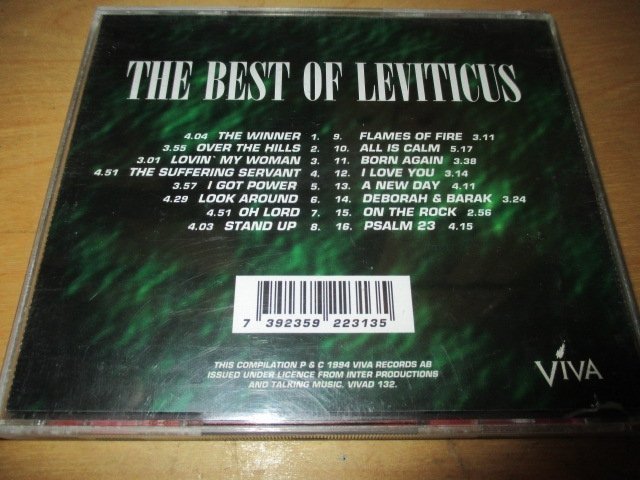 THE BEST OF LEVITICUS
4.04 THE WINNER 1. 9. FLAMES OF FIRE 3.11
3.55 OVER THE HILLS 2. 10. ALL IS CALM 5.17
3.01 LOVIN` MY WOMAN 3. 11. BORN AGAIN 3.38
4.51 THE SUFFERING SERVANT 4. 12. I LOVE YOU 3.14
3.57 I GOT POWER 5. 13. A NEW DAY 4.11
4.29 LOOK AROUND 6. 14. DEBORAH & BARAK 3.24
4.51 OH LORD 7. 15. ON THE ROCK 2.56
4.03 STAND UP 8. 16. PSALM 23 4.15
7 392359 223135
THIS COMPILATION P & C 1994 VIVA RECORDS AB
ISSUED UNDER LICENCE FROM INTER PRODUCTIONS
AND TALKING MUSIC. VIVAD 132.
VIVA